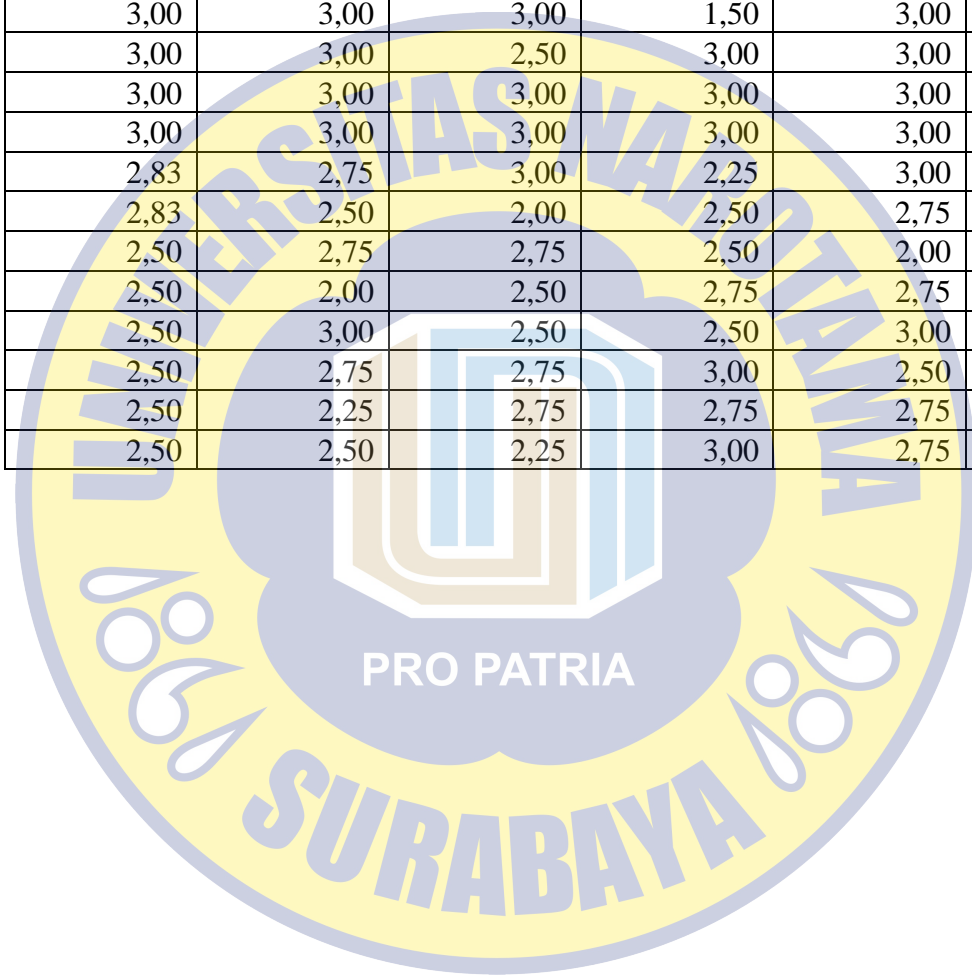 3,00 3,00 3,00 1,50 3,00
3,00 3,00 2,50 3,00 3,00
3,00 3,00 3,00 3,00 3,00
3,00 3,00 3,00 3,00 3,00
2,83 2,75 3,00 2,25 3,00
2,83 2,50 2,00 2,50 2,75
2,50 2,75 2,75 2,50 2,00
2,50 2,00 2,50 2,75 2,75
2,50 3,00 2,50 2,50 3,00
2,50 2,75 2,75 3,00 2,50
2,50 2,25 2,75 2,75 2,75
2,50 2,50 2,25 3,00 2,75
UNIVERSITAS NAROTAMA
PRO PATRIA
SURABAYA